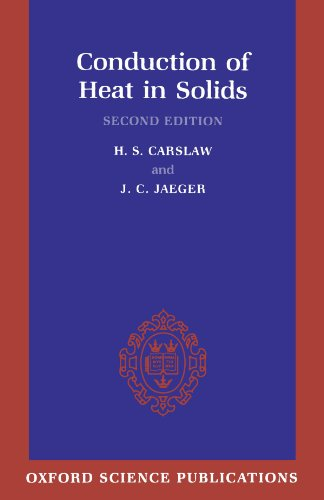 Conduction of
Heat in Solids
SECOND EDITION
H. S. CARSLAW
and
J. C. JAEGER
OXFORD SCIENCE PUBLICATIONS